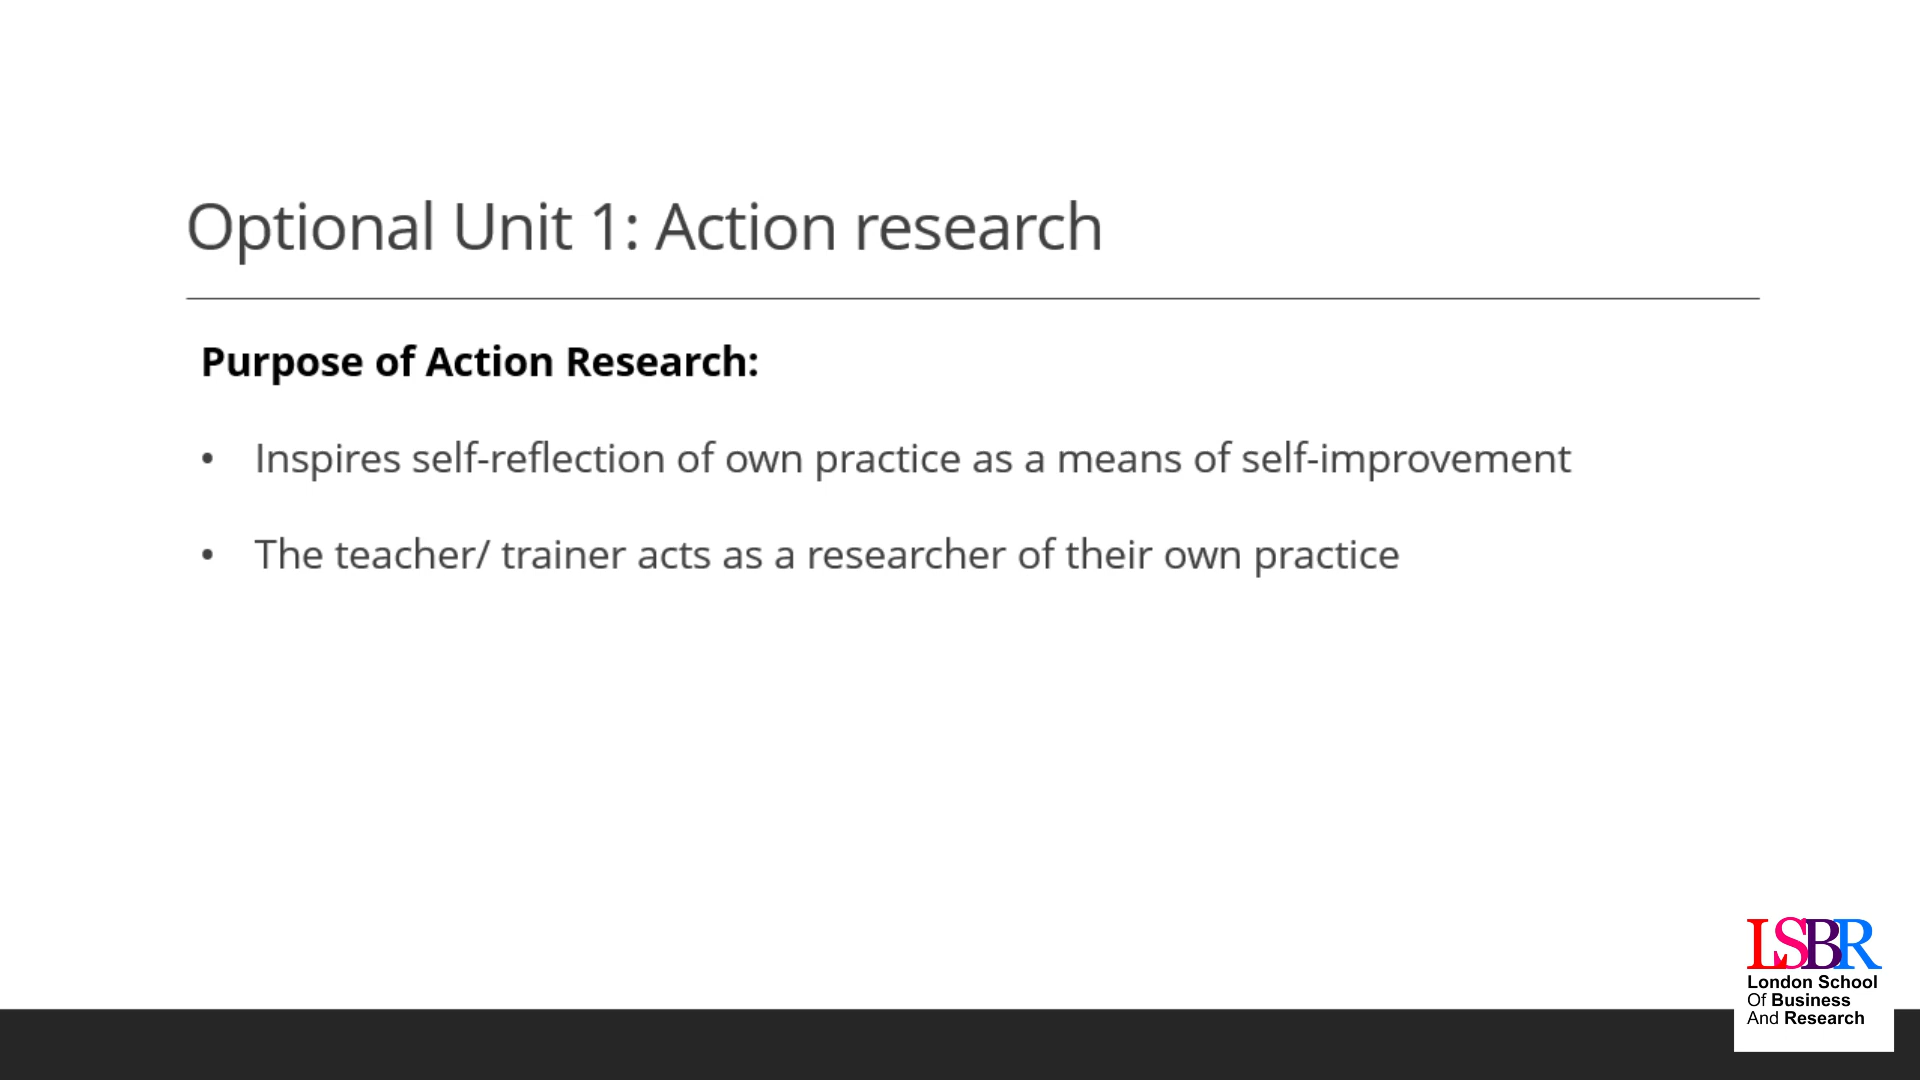 Optional Unit 1: Action research
Purpose of Action Research:
• Inspires self-reflection of own practice as a means of self-improvement
• The teacher/ trainer acts as a researcher of their own practice
LSBR
London School
Of Business
And Research